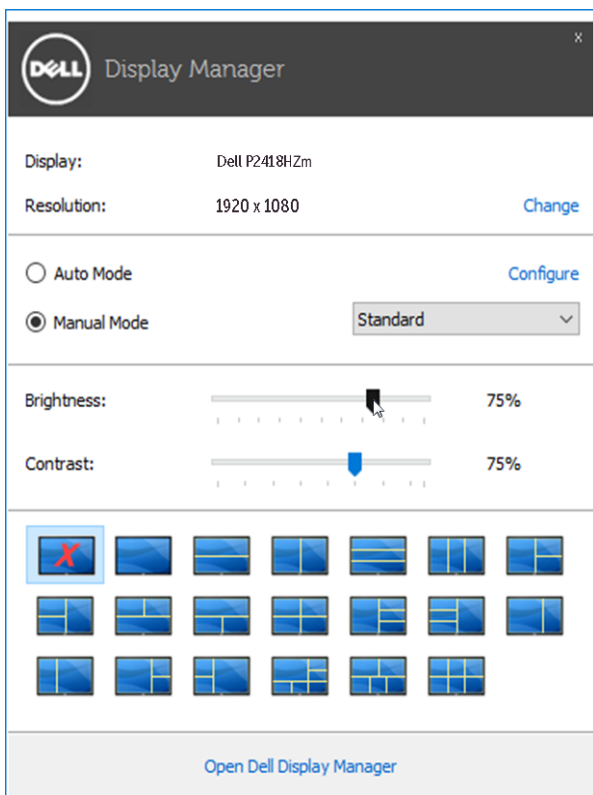 x
DELL Display Manager
Display: Dell P2418HZm
Resolution: 1920 x 1080 Change
Auto Mode Configure
Manual Mode Standard
Brightness: 75%
Contrast: 75%
X
Open Dell Display Manager